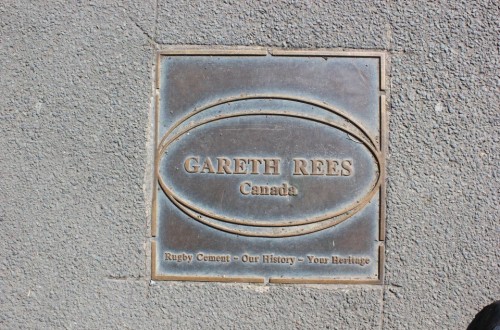 GARETH REES
Canada
Rugby Cement - Our History - Your Heritage